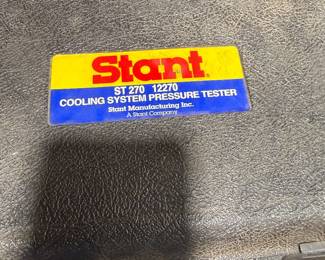 Stant
ST 270 12270
COOLING SYSTEM PRESSURE TESTER
Stant Manufacturing Inc.
A Stant Company